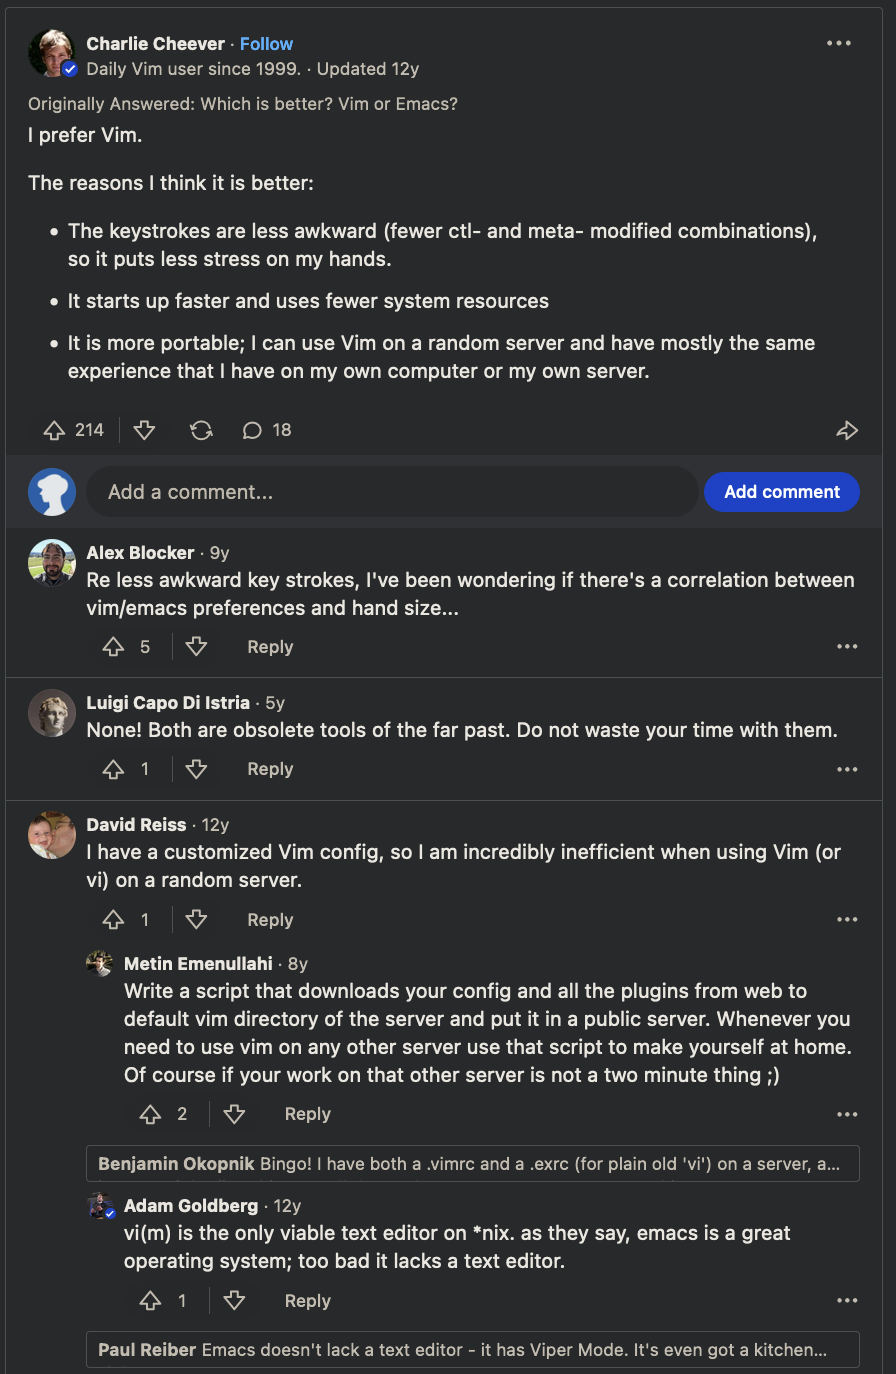 Charlie Cheever · Follow
Daily Vim user since 1999. · Updated 12y
Originally Answered: Which is better? Vim or Emacs?
I prefer Vim.
The reasons I think it is better:
• The keystrokes are less awkward (fewer ctl- and meta- modified combinations),
so it puts less stress on my hands.
• It starts up faster and uses fewer system resources
• It is more portable; I can use Vim on a random server and have mostly the same
experience that I have on my own computer or my own server.
214 18
Add a comment... Add comment
Alex Blocker · 9y
Re less awkward key strokes, I've been wondering if there's a correlation between
vim/emacs preferences and hand size...
5 Reply
Luigi Capo Di Istria · 5y
None! Both are obsolete tools of the far past. Do not waste your time with them.
1 Reply
David Reiss · 12y
I have a customized Vim config, so I am incredibly inefficient when using Vim (or
vi) on a random server.
1 Reply
Metin Emenullahi · 8y
Write a script that downloads your config and all the plugins from web to
default vim directory of the server and put it in a public server. Whenever you
need to use vim on any other server use that script to make yourself at home.
Of course if your work on that other server is not a two minute thing ;)
2 Reply
Benjamin Okopnik Bingo! I have both a .vimrc and a .exrc (for plain old 'vi') on a server, a...
Adam Goldberg · 12y
vi(m) is the only viable text editor on *nix. as they say, emacs is a great
operating system; too bad it lacks a text editor.
1 Reply
Paul Reiber Emacs doesn't lack a text editor - it has Viper Mode. It's even got a kitchen...